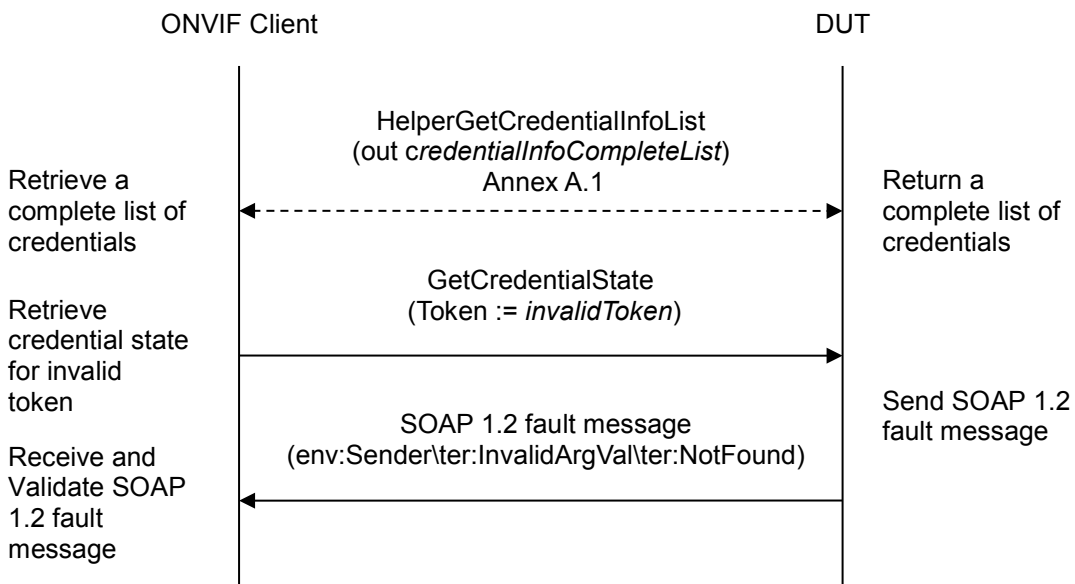 ONVIF Client
DUT
HelperGetCredentialInfoList
(out credentialInfoCompleteList)
Annex A.1
Retrieve a
complete list of
credentials
Return a
complete list of
credentials
GetCredentialState
(Token := invalidToken)
Retrieve
credential state
for invalid
token
SOAP 1.2 fault message
(env:Sender\ter:InvalidArgVal\ter:NotFound)
Send SOAP 1.2
fault message
Receive and
Validate SOAP
1.2 fault
message